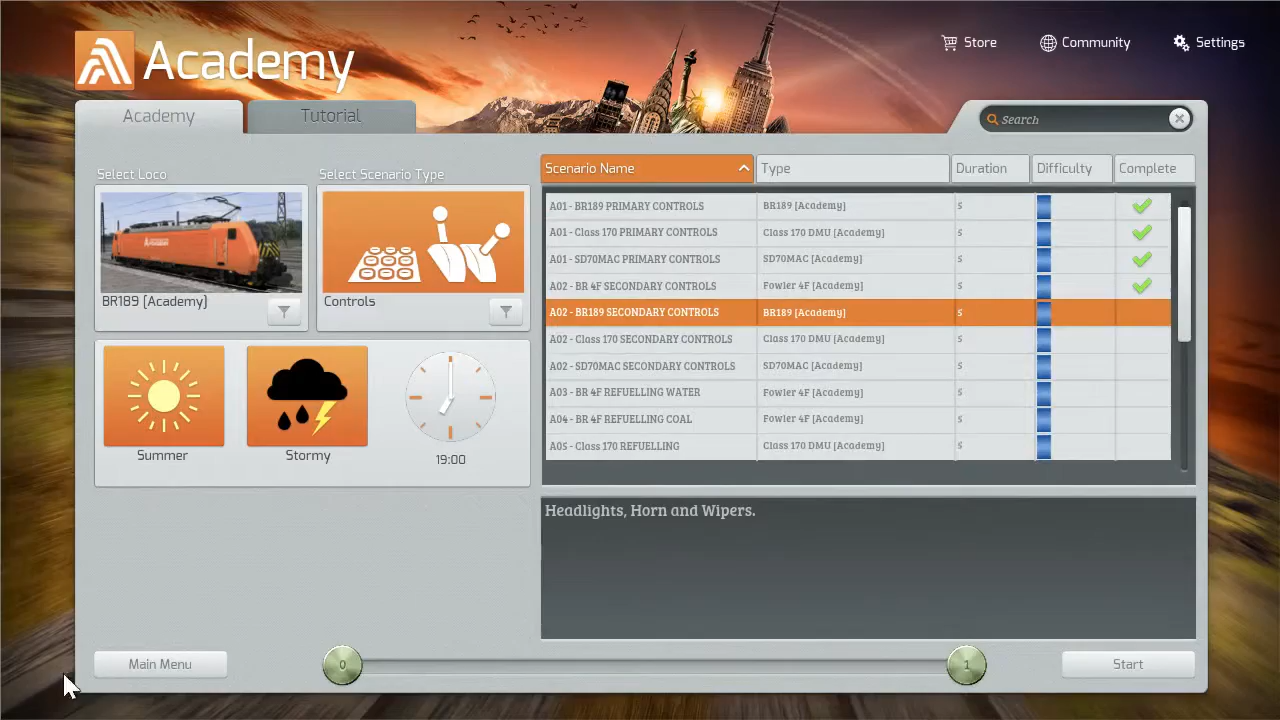 Academy
Store
Community
Settings
Academy
Tutorial
Search
Select Loco
Select Scenario Type
BR189 [Academy]
Controls
Summer
Stormy
19:00
Scenario Name Type Duration Difficulty Complete
A01 - BR189 PRIMARY CONTROLS BR189 [Academy] 5
A01 - Class 170 PRIMARY CONTROLS Class 170 DMU [Academy] 5
A01 - SD70MAC PRIMARY CONTROLS SD70MAC [Academy] 5
A02 - BR 4F SECONDARY CONTROLS Fowler 4F [Academy] 5
A02 - BR189 SECONDARY CONTROLS BR189 [Academy] 5
A02 - Class 170 SECONDARY CONTROLS Class 170 DMU [Academy] 5
A02 - SD70MAC SECONDARY CONTROLS SD70MAC [Academy] 5
A03 - BR 4F REFUELLING WATER Fowler 4F [Academy] 5
A04 - BR 4F REFUELLING COAL Fowler 4F [Academy] 5
A05 - Class 170 REFUELLING Class 170 DMU [Academy] 5
Headlights, Horn and Wipers.
Main Menu
0
1
Start